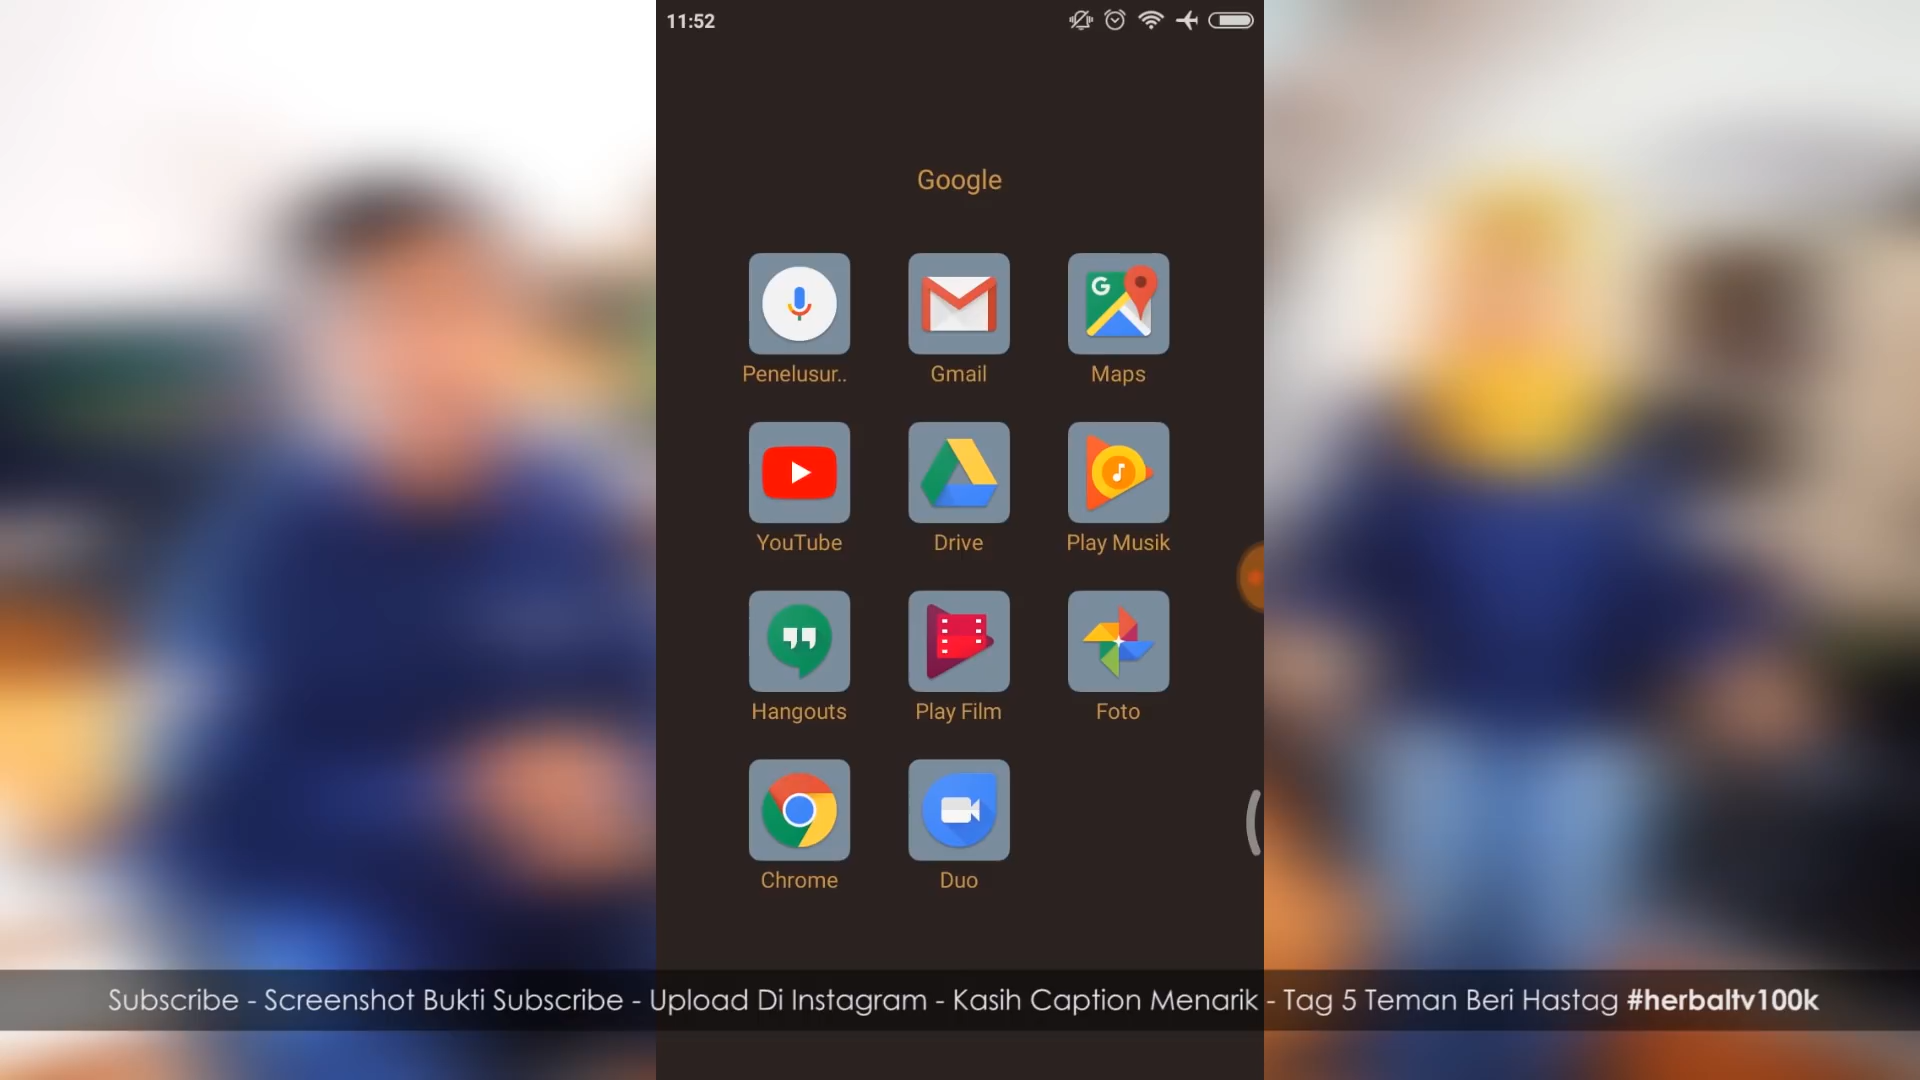 11:52
Google
Penelusur..
Gmail
Maps
YouTube
Drive
Play Musik
Hangouts
Play Film
Foto
Chrome
Duo
Subscribe - Screenshot Bukti Subscribe - Upload Di Instagram - Kasih Caption Menarik - Tag 5 Teman Beri Hastag #herbaltv100k